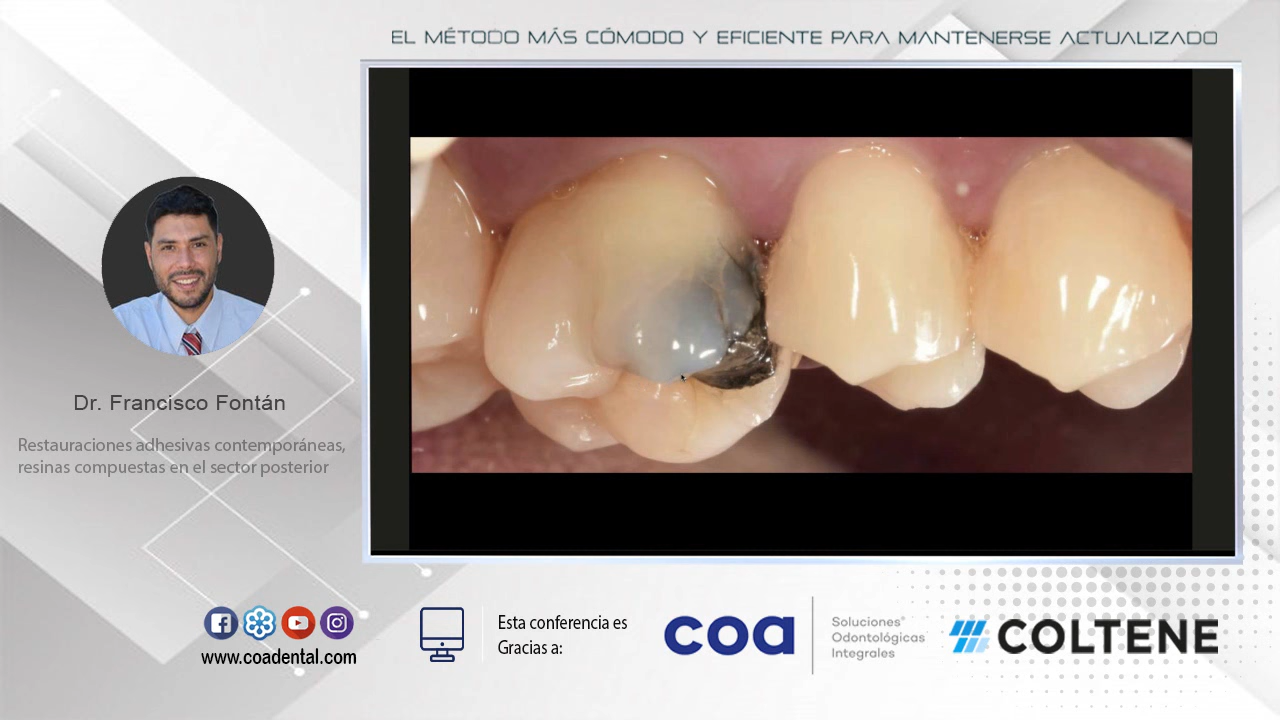 EL MÉTODO MÁS CÓMODO Y EFICIENTE PARA MANTENERSE ACTUALIZADO
Dr. Francisco Fontán
Restauraciones adhesivas contemporáneas,
resinas compuestas en el sector posterior
www.coadental.com
Esta conferencia es
Gracias a:
coa
Soluciones®
Odontológicas
Integrales
COLTENE